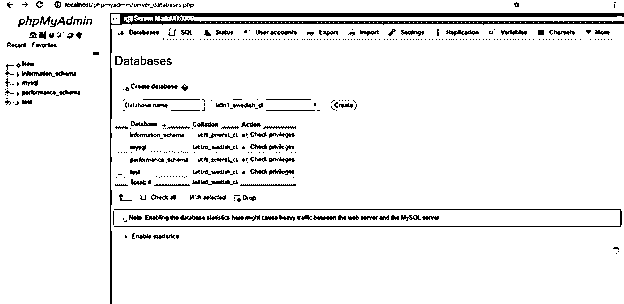 localhost/phpmyadmin/server_databases.php
phpMyAdmin
Recent Favorites
New
information_schema
mysql
performance_schema
test
Databases SQL Status User accounts Export Import Settings Replication Variables Charsets More
Databases
Create database
Database name latin1_swedish_ci Create
Database Collation Action
information_schema utf8_general_ci Check privileges
mysql latin1_swedish_ci Check privileges
performance_schema utf8_general_ci Check privileges
test latin1_swedish_ci Check privileges
Total: 4 latin1_swedish_ci
Check all With selected Drop
Note: Enabling the database statistics here might cause heavy traffic between the web server and the MySQL server.
Enable statistics